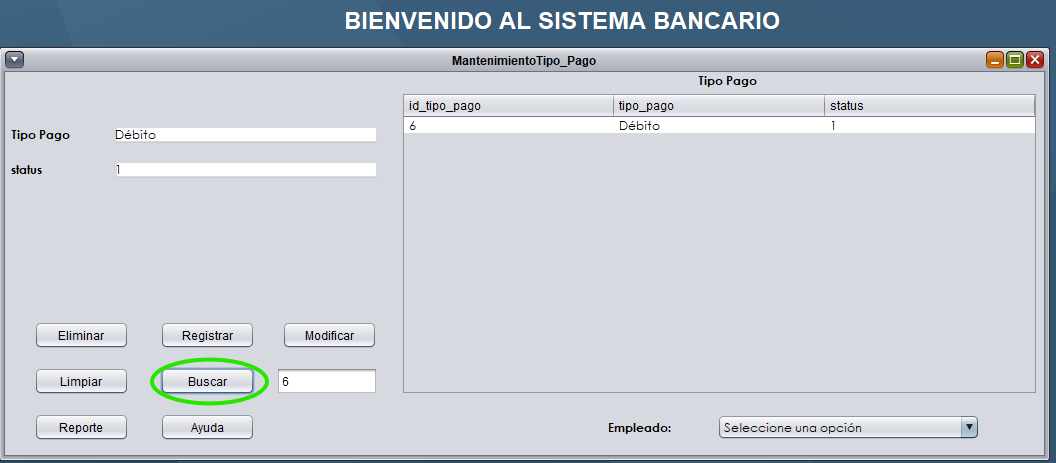 BIENVENIDO AL SISTEMA BANCARIO
MantenimientoTipo_Pago
Tipo Pago
id_tipo_pago tipo_pago status
6 Débito 1
Tipo Pago Débito
status 1
Eliminar Registrar Modificar
Limpiar Buscar 6
Reporte Ayuda
Empleado: Seleccione una opción